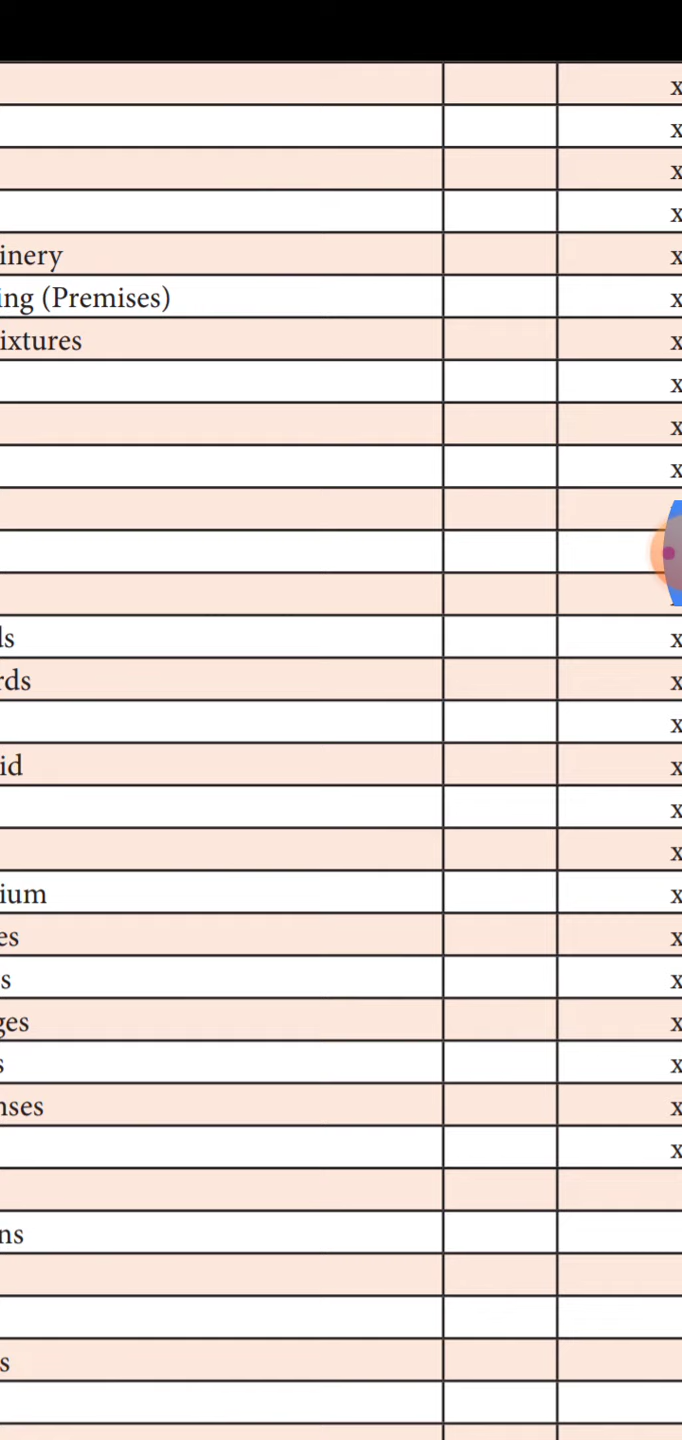 x
x
x
x
inery x
ing (Premises) x
ixtures x
x
x
x
ls x
rds x
x
id x
x
x
ium x
es x
s x
ges x
s x
nses x
x
ns
s